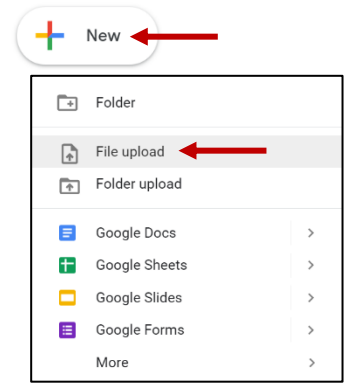 New
Folder
File upload
Folder upload
Google Docs
Google Sheets
Google Slides
Google Forms
More